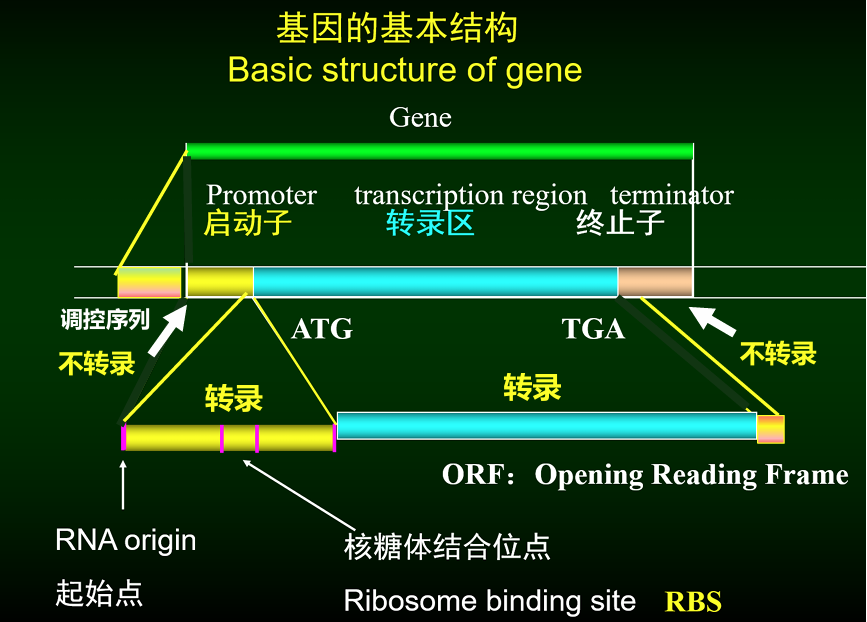 基因的基本结构
Basic structure of gene
Gene
Promoter transcription region terminator
启动子 转录区 终止子
调控序列 ATG TGA
不转录 不转录
转录 转录
ORF：Opening Reading Frame
RNA origin 核糖体结合位点
起始点 Ribosome binding site RBS